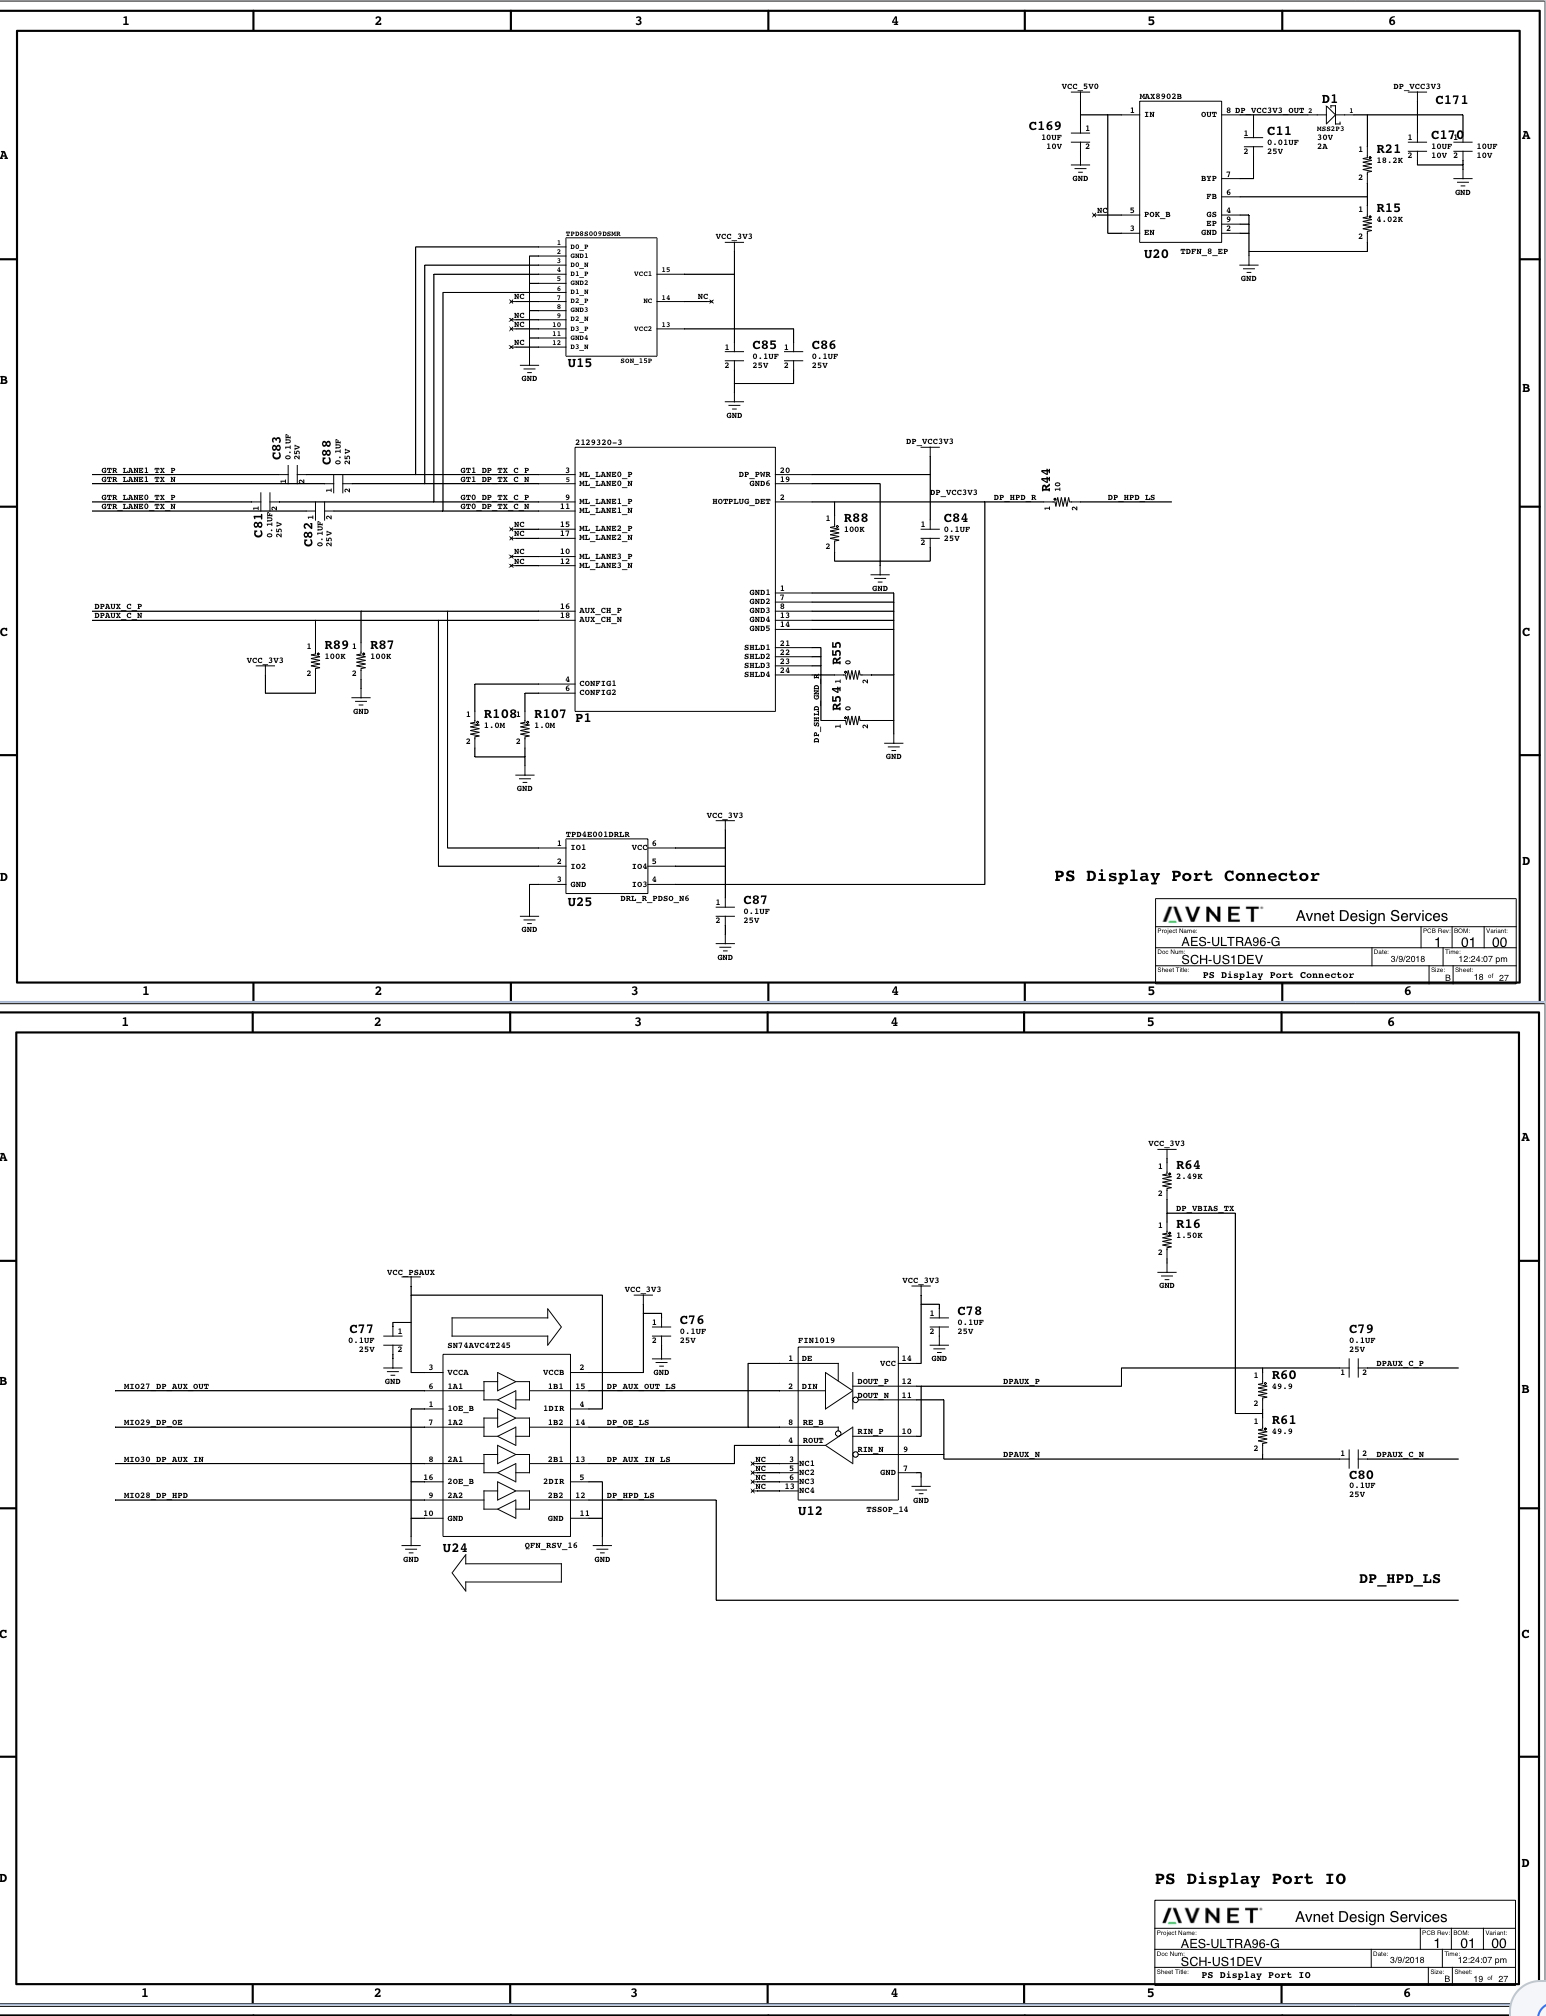 1 2 3 4 5 6
A
B
C
D
VCC_5V0
MAX8902B
DP_VCC3V3
C169
10UF
10V
1
2
GND
1 IN
OUT 8
DP_VCC3V3_OUT 2
D1
1
MSS2P3
30V
2A
C171
C170
10UF
10V
10UF
10V
C11
0.01UF
25V
BYP 7
FB 6
R21
18.2K
R15
4.02K
NC 5 POK_B
GS 4
EP 9
3 EN
GND 2
U20
TDFN_8_EP
GND
GND
TPD8S009DSMR
VCC_3V3
1 D0_P
2 GND1
3 D0_N
4 D1_P
5 GND2
6 D1_N
NC 7 D2_P
8 GND3
NC 9 D2_N
NC 10 D3_P
11 GND4
NC 12 D3_N
VCC1 15
NC 14 NC
VCC2 13
U15
SON_15P
GND
C85
0.1UF
25V
C86
0.1UF
25V
GND
C83
0.1UF
25V
C88
0.1UF
25V
C81
0.1UF
25V
C82
0.1UF
25V
GTR_LANE1_TX_P
GTR_LANE1_TX_N
GTR_LANE0_TX_P
GTR_LANE0_TX_N
GT1_DP_TX_C_P
GT1_DP_TX_C_N
GT0_DP_TX_C_P
GT0_DP_TX_C_N
2129320-3
3 ML_LANE0_P
5 ML_LANE0_N
9 ML_LANE1_P
11 ML_LANE1_N
NC 15 ML_LANE2_P
NC 17 ML_LANE2_N
NC 10 ML_LANE3_P
NC 12 ML_LANE3_N
16 AUX_CH_P
18 AUX_CH_N
4 CONFIG1
6 CONFIG2
DP_PWR 20
GND6 19
HOTPLUG_DET 2
GND1 1
GND2 7
GND3 8
GND4 13
GND5 14
SHLD1 21
SHLD2 22
SHLD3 23
SHLD4 24
P1
DP_VCC3V3
DP_VCC3V3
DP_HPD_R
R44
10
DP_HPD_LS
R88
100K
C84
0.1UF
25V
GND
R55
0
R54
0
DP_SHLD_GND_R
GND
DPAUX_C_P
DPAUX_C_N
VCC_3V3
R89
100K
R87
100K
GND
R108
1.0M
R107
1.0M
GND
TPD4E001DRLR
VCC_3V3
1 IO1
2 IO2
3 GND
VCC 6
IO4 5
IO3 4
U25
DRL_R_PDSO_N6
GND
C87
0.1UF
25V
GND
PS Display Port Connector
AVNET Avnet Design Services
Project Name: AES-ULTRA96-G
PCB Rev: 1 BOM: 01 Variant: 00
Doc Num: SCH-US1DEV
Date: 3/9/2018 Time: 12:24:07 pm
Sheet Title: PS Display Port Connector
Size: B Sheet: 18 of 27
1 2 3 4 5 6
1 2 3 4 5 6
A
B
C
D
VCC_3V3
R64
2.49K
DP_VBIAS_TX
R16
1.50K
GND
VCC_PSAUX
C77
0.1UF
25V
GND
VCC_3V3
C76
0.1UF
25V
GND
SN74AVC4T245
3 VCCA
VCCB 2
MIO27_DP_AUX_OUT 6 1A1
1B1 15 DP_AUX_OUT_LS
1 1OE_B
1DIR 4
MIO29_DP_OE 7 1A2
1B2 14 DP_OE_LS
MIO30_DP_AUX_IN 8 2A1
2B1 13 DP_AUX_IN_LS
16 2OE_B
2DIR 5
MIO28_DP_HPD 9 2A2
2B2 12 DP_HPD_LS
10 GND
GND 11
U24
QFN_RSV_16
GND
GND
VCC_3V3
C78
0.1UF
25V
GND
FIN1019
1 DE
VCC 14
2 DIN
DOUT_P 12
DOUT_N 11
8 RE_B
RIN_P 10
4 ROUT
RIN_N 9
NC 3 NC1
NC 5 NC2
NC 6 NC3
NC 13 NC4
GND 7
GND
U12
TSSOP_14
DPAUX_P
DPAUX_N
C79
0.1UF
25V
DPAUX_C_P
R60
49.9
R61
49.9
DPAUX_C_N
C80
0.1UF
25V
DP_HPD_LS
PS Display Port IO
AVNET Avnet Design Services
Project Name: AES-ULTRA96-G
PCB Rev: 1 BOM: 01 Variant: 00
Doc Num: SCH-US1DEV
Date: 3/9/2018 Time: 12:24:07 pm
Sheet Title: PS Display Port IO
Size: B Sheet: 19 of 27
1 2 3 4 5 6